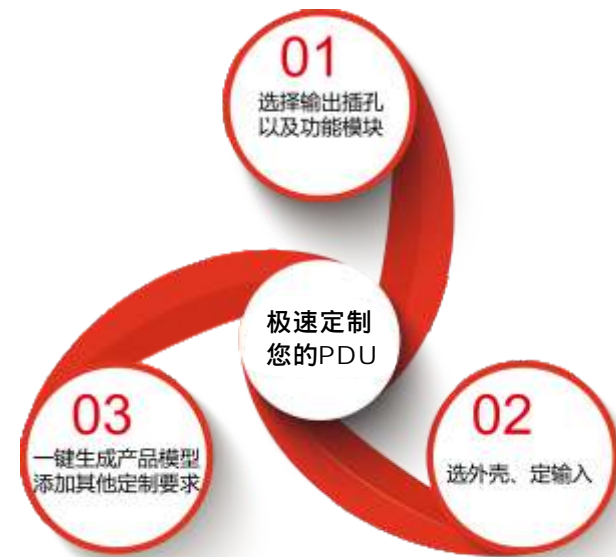 01
选择输出插孔
以及功能模块
极速定制
您的PDU
02
选外壳、定输入
03
一键生成产品模型
添加其他定制要求